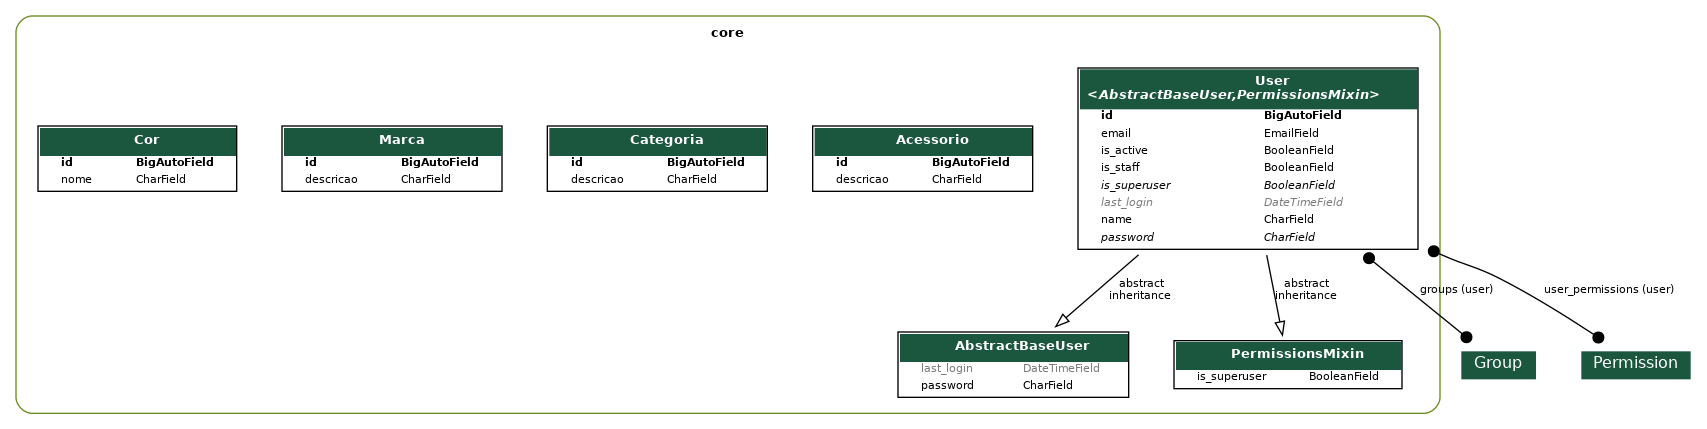 core
Cor
id BigAutoField
nome CharField
Marca
id BigAutoField
descricao CharField
Categoria
id BigAutoField
descricao CharField
Acessorio
id BigAutoField
descricao CharField
User
<AbstractBaseUser,PermissionsMixin>
id BigAutoField
email EmailField
is_active BooleanField
is_staff BooleanField
is_superuser BooleanField
last_login DateTimeField
name CharField
password CharField
abstract
inheritance
abstract
inheritance
groups (user)
user_permissions (user)
AbstractBaseUser
last_login DateTimeField
password CharField
PermissionsMixin
is_superuser BooleanField
Group
Permission